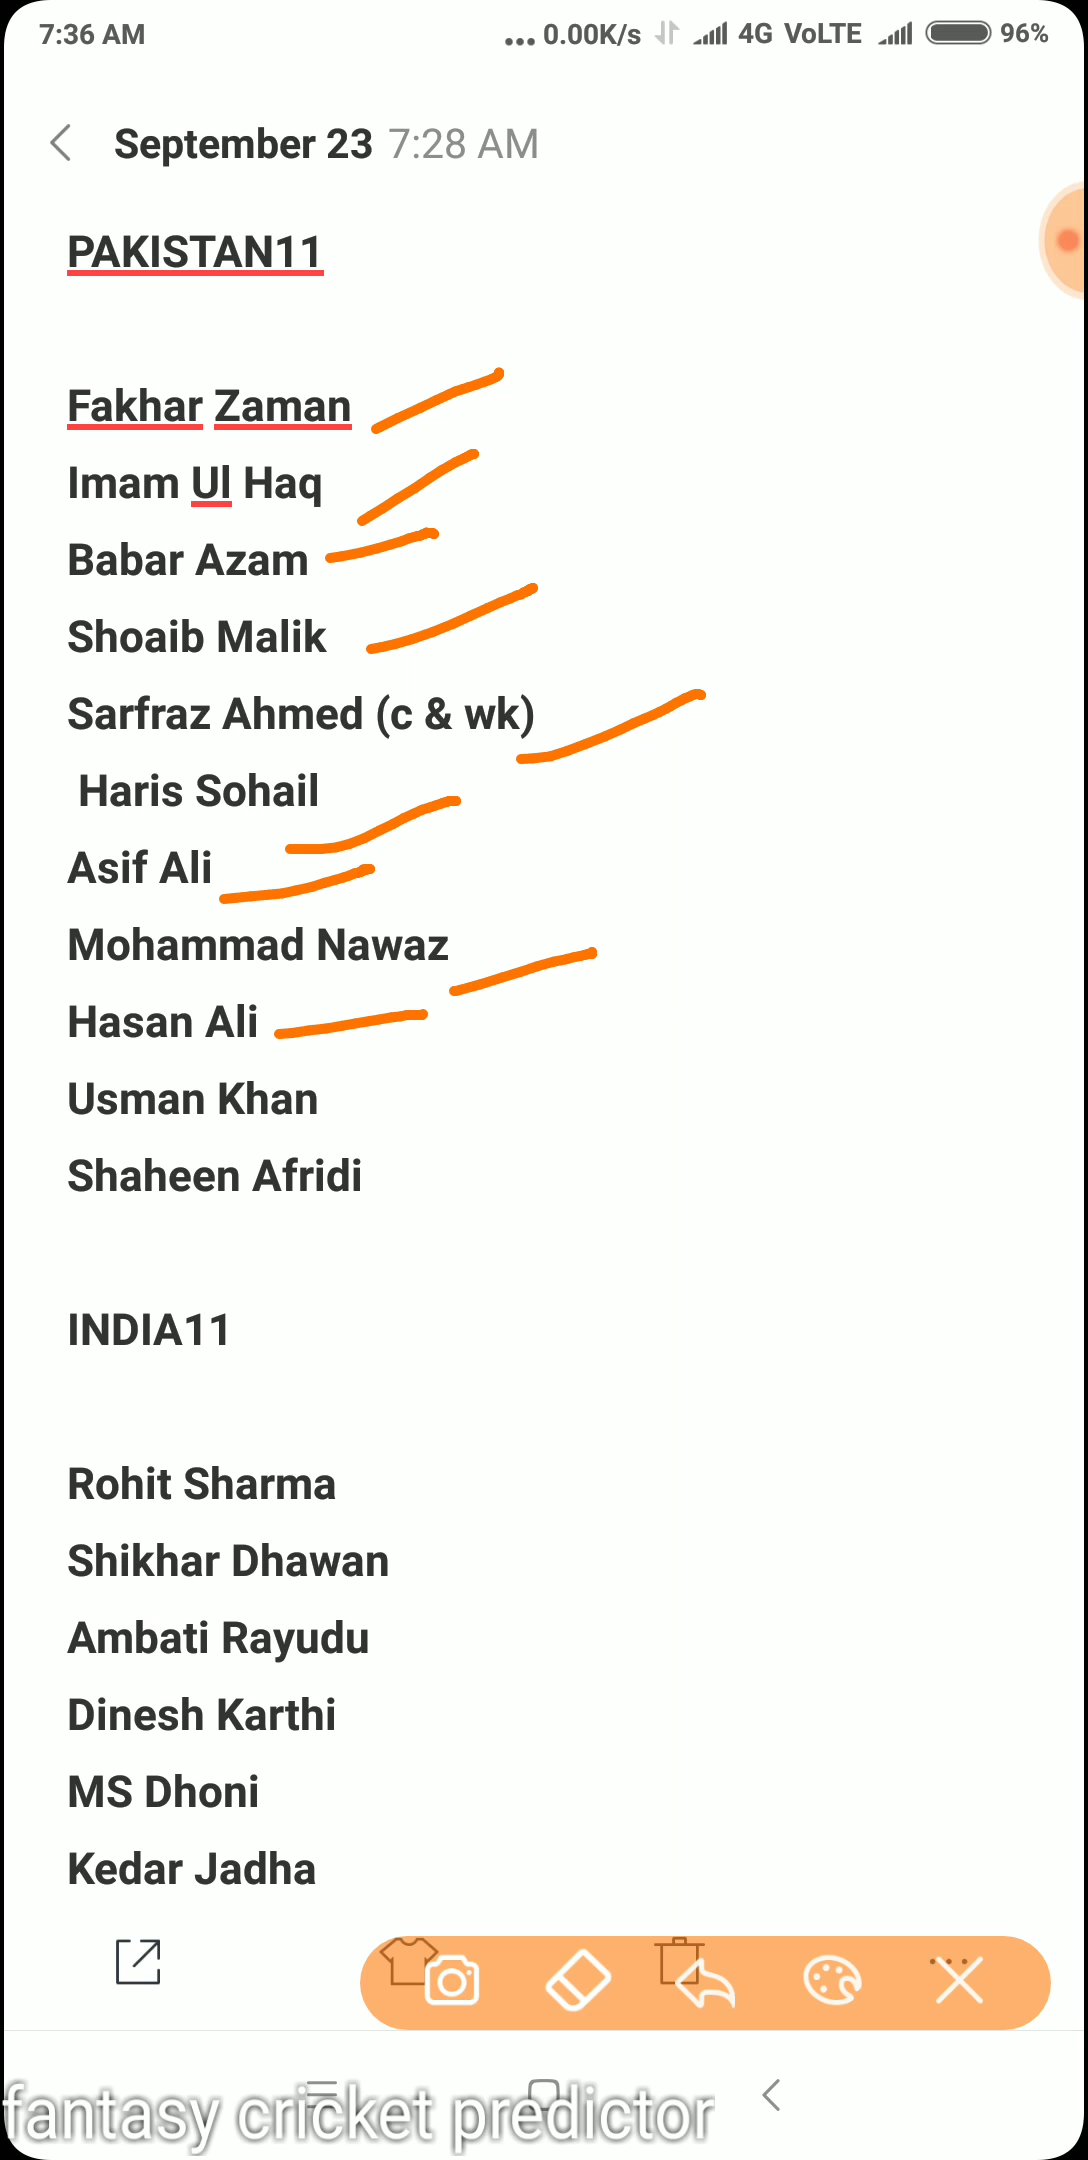 7:36 AM ... 0.00K/s 4G VoLTE 96%
September 23 7:28 AM
PAKISTAN11
Fakhar Zaman
Imam Ul Haq
Babar Azam
Shoaib Malik
Sarfraz Ahmed (c & wk)
Haris Sohail
Asif Ali
Mohammad Nawaz
Hasan Ali
Usman Khan
Shaheen Afridi
INDIA11
Rohit Sharma
Shikhar Dhawan
Ambati Rayudu
Dinesh Karthi
MS Dhoni
Kedar Jadha
fantasy cricket predictor